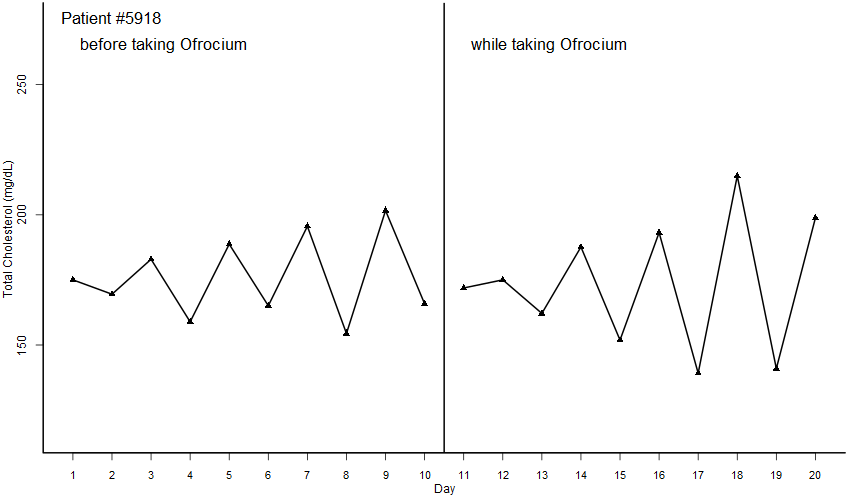 Patient #5918
before taking Ofrocium
while taking Ofrocium
Total Cholesterol (mg/dL)
250
200
150
1 2 3 4 5 6 7 8 9 10 11 12 13 14 15 16 17 18 19 20
Day